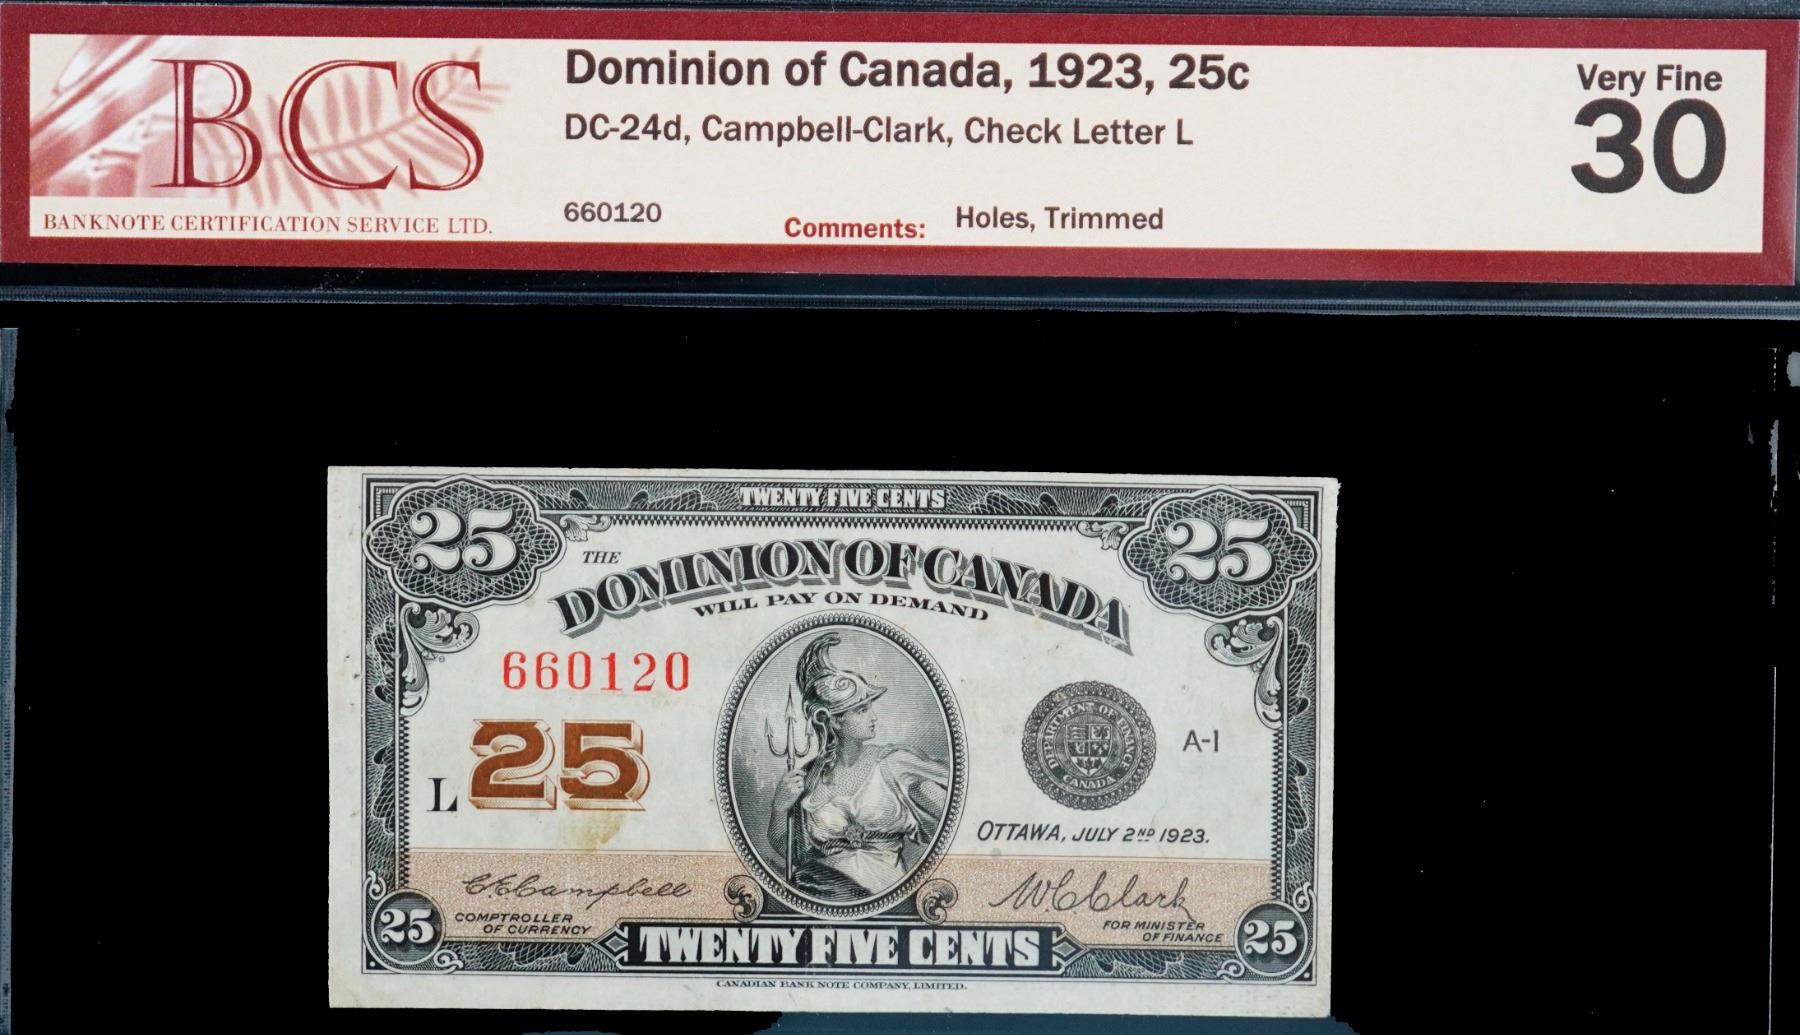 BCS
BANKNOTE CERTIFICATION SERVICE LTD.
Dominion of Canada, 1923, 25c
DC-24d, Campbell-Clark, Check Letter L
660120
Comments: Holes, Trimmed
Very Fine
30
TWENTY FIVE CENTS
25
25
THE
DOMINION OF CANADA
WILL PAY ON DEMAND
660120
25
L
DEPARTMENT OF FINANCE
CANADA
A-1
OTTAWA, JULY 2ND 1923.
C.E. Campbell
W.C. Clark
COMPTROLLER
OF CURRENCY
FOR MINISTER
OF FINANCE
25
25
TWENTY FIVE CENTS
CANADIAN BANK NOTE COMPANY, LIMITED.